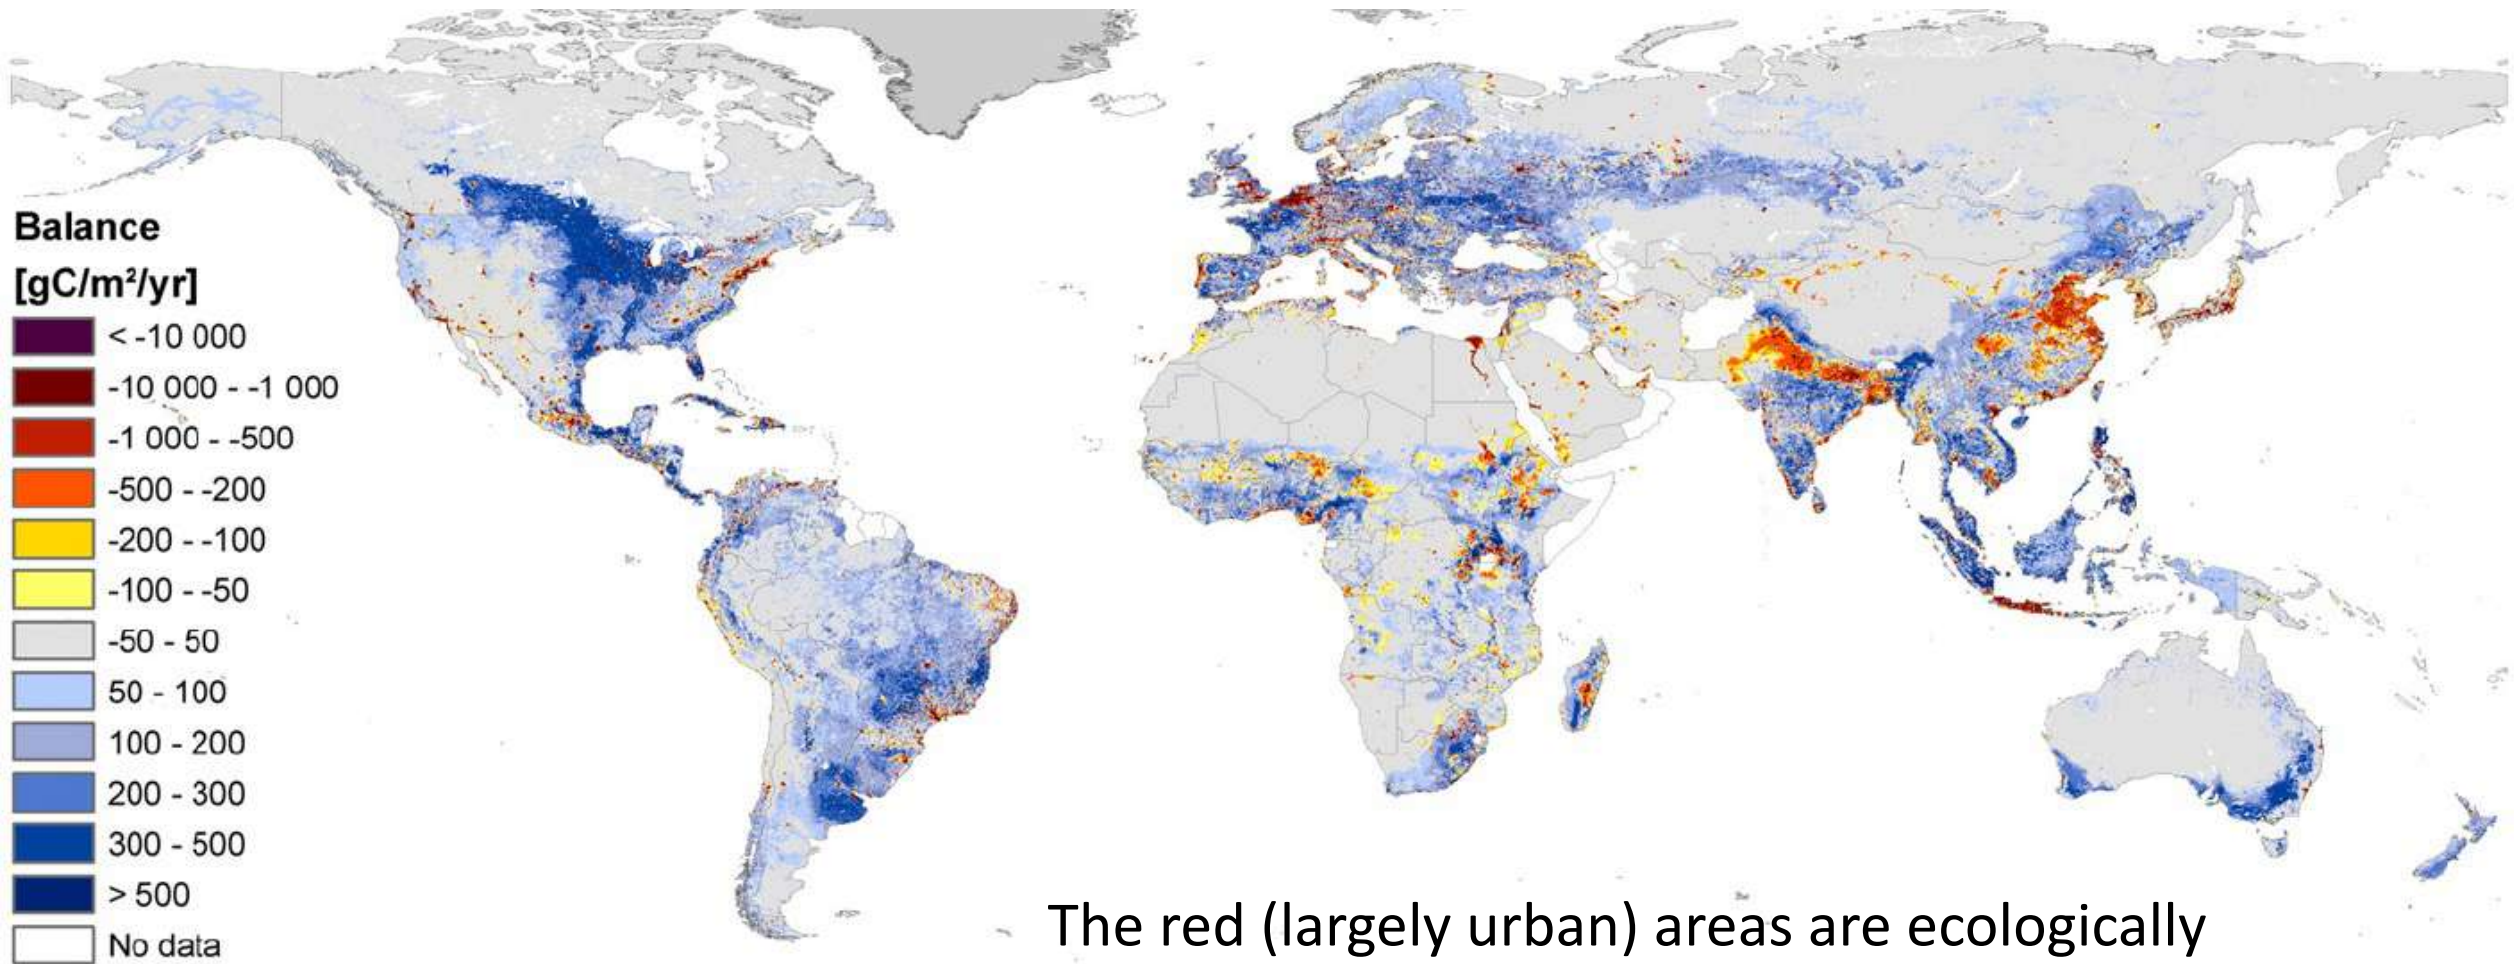 Balance
[gC/m²/yr]
< -10 000
-10 000 - -1 000
-1 000 - -500
-500 - -200
-200 - -100
-100 - -50
-50 - 50
50 - 100
100 - 200
200 - 300
300 - 500
> 500
No data
The red (largely urban) areas are ecologically